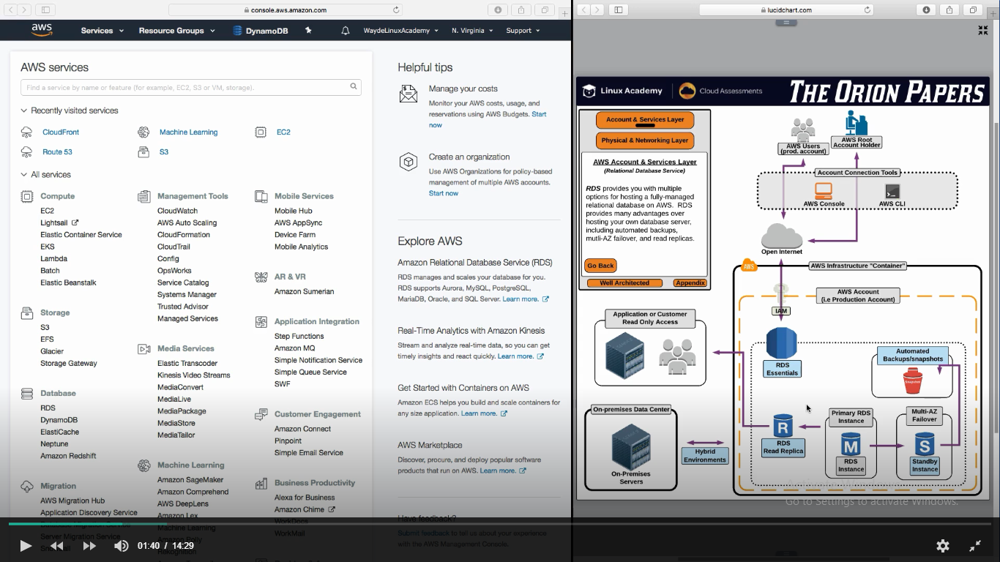 console.aws.amazon.com
aws
Services
Resource Groups
DynamoDB
WaydeLinuxAcademy
N. Virginia
Support
AWS services
Find a service by name or feature (for example, EC2, S3 or VM, storage).
Recently visited services
CloudFront
Machine Learning
EC2
Route 53
S3
All services
Compute
EC2
Lightsail
Elastic Container Service
EKS
Lambda
Batch
Elastic Beanstalk
Storage
S3
EFS
Glacier
Storage Gateway
Database
RDS
DynamoDB
ElastiCache
Neptune
Amazon Redshift
Migration
AWS Migration Hub
Application Discovery Service
Database Migration Service
Server Migration Service
Management Tools
CloudWatch
AWS Auto Scaling
CloudFormation
CloudTrail
Config
OpsWorks
Service Catalog
Systems Manager
Trusted Advisor
Managed Services
Media Services
Elastic Transcoder
Kinesis Video Streams
MediaConvert
MediaLive
MediaPackage
MediaStore
MediaTailor
Machine Learning
Amazon SageMaker
Amazon Comprehend
AWS DeepLens
Amazon Lex
Machine Learning
Amazon Polly
Rekognition
Mobile Services
Mobile Hub
AWS AppSync
Device Farm
Mobile Analytics
AR & VR
Amazon Sumerian
Application Integration
Step Functions
Amazon MQ
Simple Notification Service
Simple Queue Service
SWF
Customer Engagement
Amazon Connect
Pinpoint
Simple Email Service
Business Productivity
Alexa for Business
Amazon Chime
WorkDocs
WorkMail
Helpful tips
Manage your costs
Monitor your AWS costs, usage, and
reservations using AWS Budgets. Start
now
Create an organization
Use AWS Organizations for policy-based
management of multiple AWS accounts.
Start now
Explore AWS
Amazon Relational Database Service (RDS)
RDS manages and scales your database for you.
RDS supports Aurora, MySQL, PostgreSQL,
MariaDB, Oracle, and SQL Server. Learn more.
Real-Time Analytics with Amazon Kinesis
Stream and analyze real-time data, so you can get
timely insights and react quickly. Learn more.
Get Started with Containers on AWS
Amazon ECS helps you build and scale containers for
any size application. Learn more.
AWS Marketplace
Discover, procure, and deploy popular software
products that run on AWS. Learn more.
Have feedback?
Submit feedback to tell us about your experience
with the AWS Management Console.
01:40 / 14:29
lucidchart.com
Linux Academy
Cloud Assessments
THE ORION PAPERS
Account & Services Layer
Physical & Networking Layer
AWS Account & Services Layer
(Relational Database Service)
RDS provides you with multiple
options for hosting a fully-managed
relational database on AWS. RDS
provides many advantages over
hosting your own database server,
including automated backups,
mutli-AZ failover, and read replicas.
Go Back
Well Architected
Appendix
AWS Users
(prod. account)
AWS Root
Account Holder
Account Connection Tools
AWS Console
AWS CLI
Open Internet
AWS
AWS Infrastructure "Container"
AWS Account
(i.e Production Account)
IAM
Application or Customer
Read Only Access
RDS
Essentials
Automated
Backups/snapshots
Snapshot
On-premises Data Center
On-Premises
Servers
Hybrid
Environments
R
RDS
Read Replica
Primary RDS
Instance
M
RDS
Instance
Multi-AZ
Failover
S
Standby
Instance
Go to Settings to activate Windows.